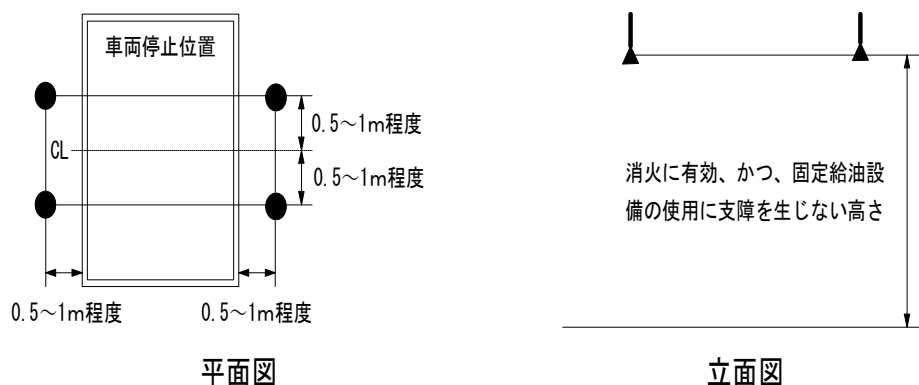 車両停止位置
0.5～1m程度
CL
0.5～1m程度
0.5～1m程度
0.5～1m程度
平面図
消火に有効、かつ、固定給油設
備の使用に支障を生じない高さ
立面図